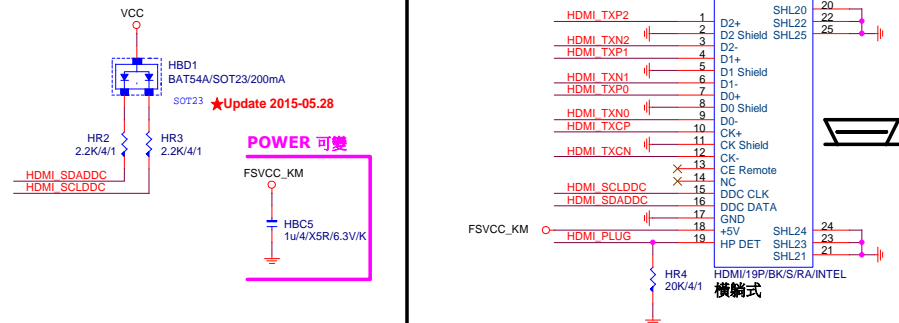 VCC
HBD1
BAT54A/SOT23/200mA
SOT23 ★Update 2015-05.28
HR2
2.2K/4/1
HR3
2.2K/4/1
HDMI_SDADDC
HDMI_SCLDDC
POWER 可變
FSVCC_KM
HBC5
1u/4/X5R/6.3V/K
HDMI_TXP2
HDMI_TXN2
HDMI_TXP1
HDMI_TXN1
HDMI_TXP0
HDMI_TXN0
HDMI_TXCP
HDMI_TXCN
HDMI_SCLDDC
HDMI_SDADDC
FSVCC_KM
HDMI_PLUG
1 D2+
2 D2 Shield
3 D2-
4 D1+
5 D1 Shield
6 D1-
7 D0+
8 D0 Shield
9 D0-
10 CK+
11 CK Shield
12 CK-
13 CE Remote
14 NC
15 DDC CLK
16 DDC DATA
17 GND
18 +5V
19 HP DET
SHL20 20
SHL22 22
SHL25 25
SHL24 24
SHL23 23
SHL21 21
HR4
20K/4/1
HDMI/19P/BK/S/RA/INTEL
橫躺式